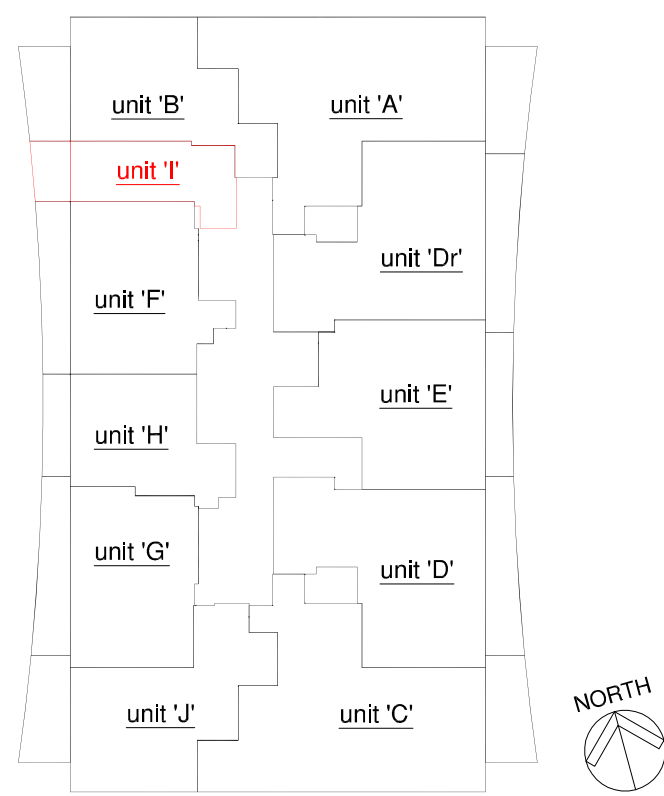 unit 'B'
unit 'A'
unit 'I'
unit 'Dr'
unit 'F'
unit 'E'
unit 'H'
unit 'G'
unit 'D'
unit 'J'
unit 'C'
NORTH